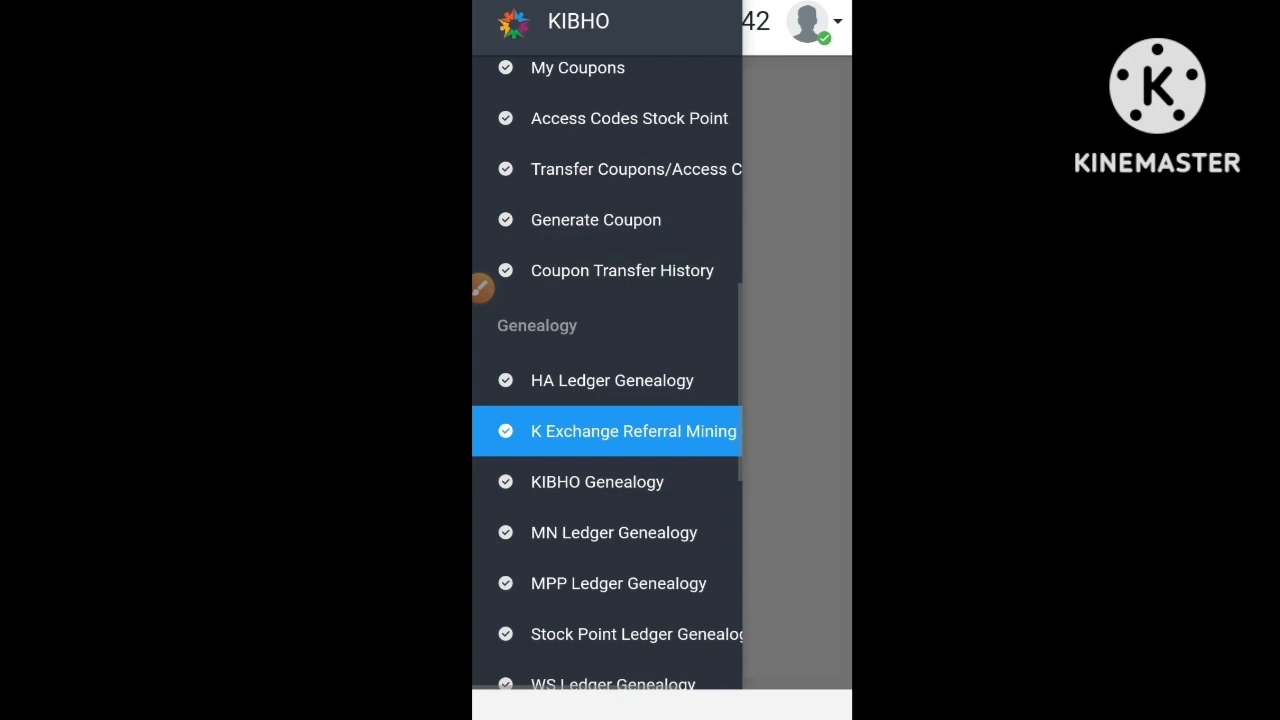 KIBHO
42
My Coupons
Access Codes Stock Point
Transfer Coupons/Access C
Generate Coupon
Coupon Transfer History
Genealogy
HA Ledger Genealogy
K Exchange Referral Mining
KIBHO Genealogy
MN Ledger Genealogy
MPP Ledger Genealogy
Stock Point Ledger Genealog
WS Ledger Genealogy
K
KINEMASTER